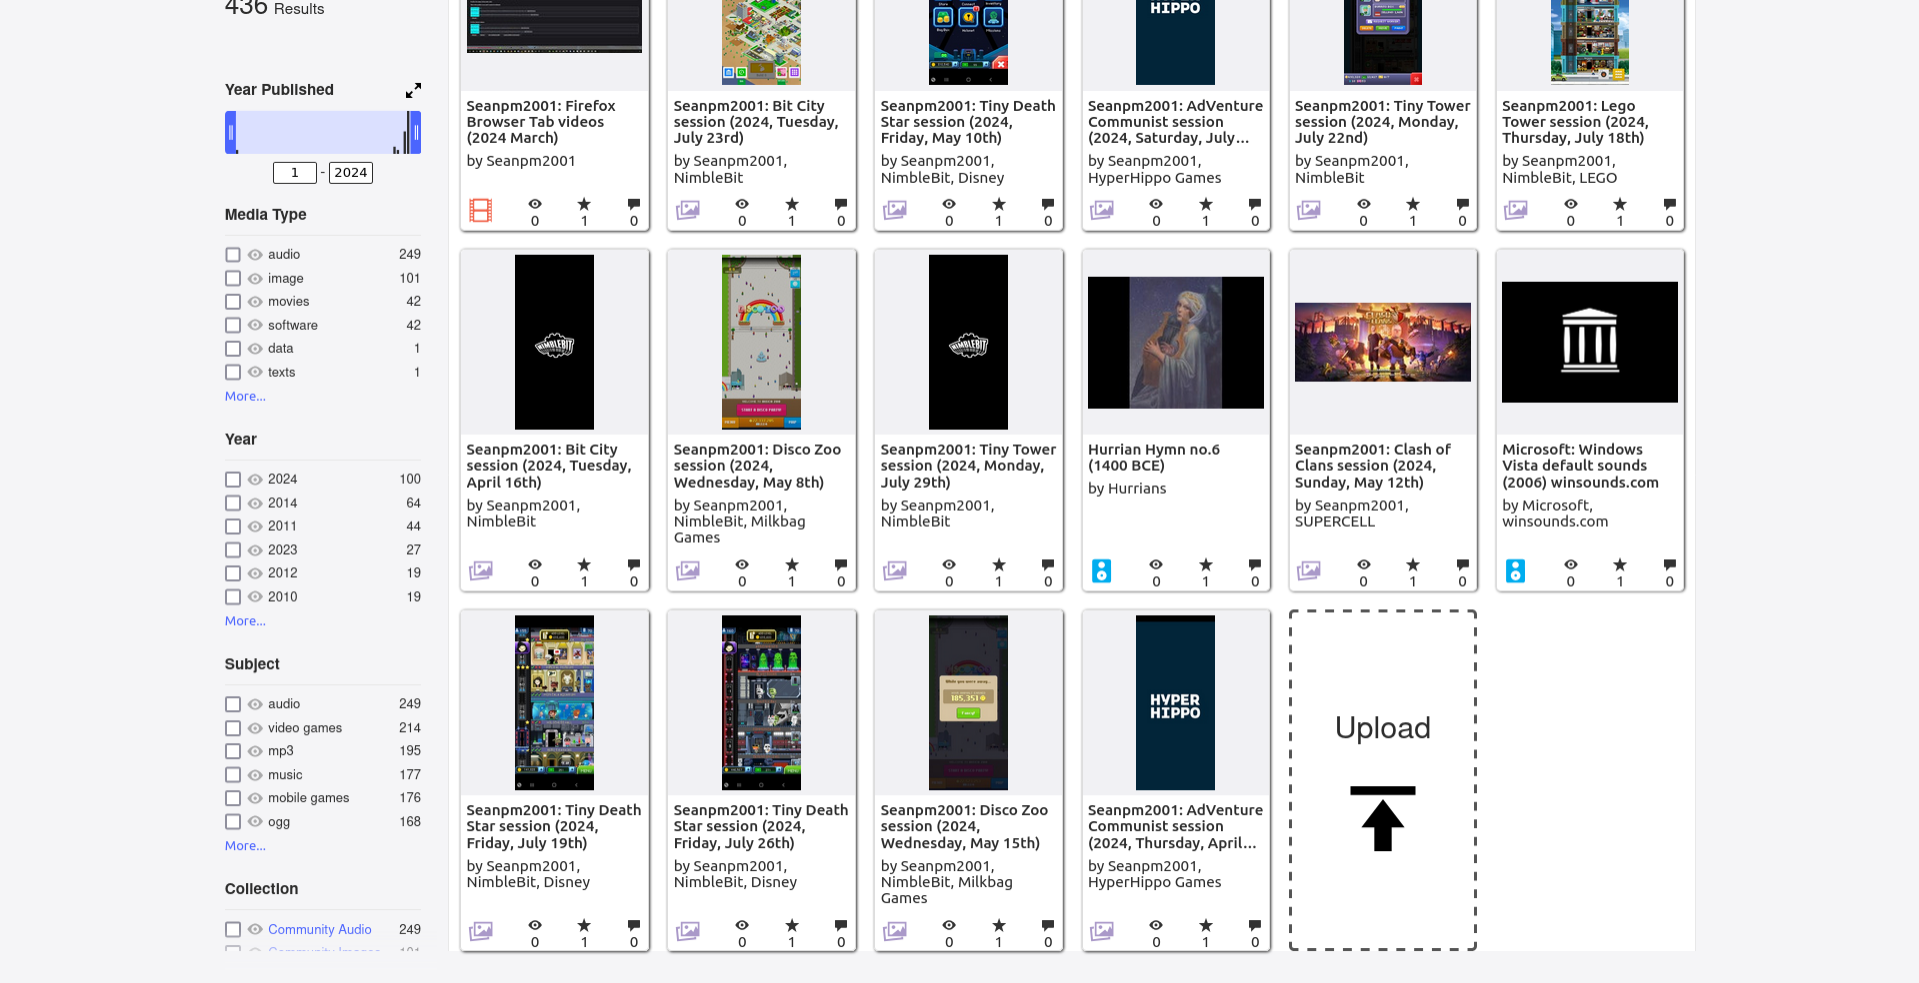 436 Results
Year Published
1 - 2024
Media Type
audio 249
image 101
movies 42
software 42
data 1
texts 1
More...
Year
2024 100
2014 64
2011 44
2023 27
2012 19
2010 19
More...
Subject
audio 249
video games 214
mp3 195
music 177
mobile games 176
ogg 168
More...
Collection
Community Audio 249
Seanpm2001: Firefox
Browser Tab videos
(2024 March)
by Seanpm2001
0 1 0
Seanpm2001: Bit City
session (2024, Tuesday,
July 23rd)
by Seanpm2001,
NimbleBit
0 1 0
Seanpm2001: Tiny Death
Star session (2024,
Friday, May 10th)
by Seanpm2001,
NimbleBit, Disney
0 1 0
HIPPO
Seanpm2001: AdVenture
Communist session
(2024, Saturday, July...
by Seanpm2001,
HyperHippo Games
0 1 0
Seanpm2001: Tiny Tower
session (2024, Monday,
July 22nd)
by Seanpm2001,
NimbleBit
0 1 0
Seanpm2001: Lego
Tower session (2024,
Thursday, July 18th)
by Seanpm2001,
NimbleBit, LEGO
0 1 0
NIMBLEBIT
Seanpm2001: Bit City
session (2024, Tuesday,
April 16th)
by Seanpm2001,
NimbleBit
0 1 0
DISCO ZOO
Seanpm2001: Disco Zoo
session (2024,
Wednesday, May 8th)
by Seanpm2001,
NimbleBit, Milkbag
Games
0 1 0
NIMBLEBIT
Seanpm2001: Tiny Tower
session (2024, Monday,
July 29th)
by Seanpm2001,
NimbleBit
0 1 0
Hurrian Hymn no.6
(1400 BCE)
by Hurrians
0 1 0
CLASH OF CLANS
Seanpm2001: Clash of
Clans session (2024,
Sunday, May 12th)
by Seanpm2001,
SUPERCELL
0 1 0
Microsoft: Windows
Vista default sounds
(2006) winsounds.com
by Microsoft,
winsounds.com
0 1 0
Seanpm2001: Tiny Death
Star session (2024,
Friday, July 19th)
by Seanpm2001,
NimbleBit, Disney
0 1 0
Seanpm2001: Tiny Death
Star session (2024,
Friday, July 26th)
by Seanpm2001,
NimbleBit, Disney
0 1 0
While you were away...
185,351
Seanpm2001: Disco Zoo
session (2024,
Wednesday, May 15th)
by Seanpm2001,
NimbleBit, Milkbag
Games
0 1 0
HYPER
HIPPO
Seanpm2001: AdVenture
Communist session
(2024, Thursday, April...
by Seanpm2001,
HyperHippo Games
0 1 0
Upload